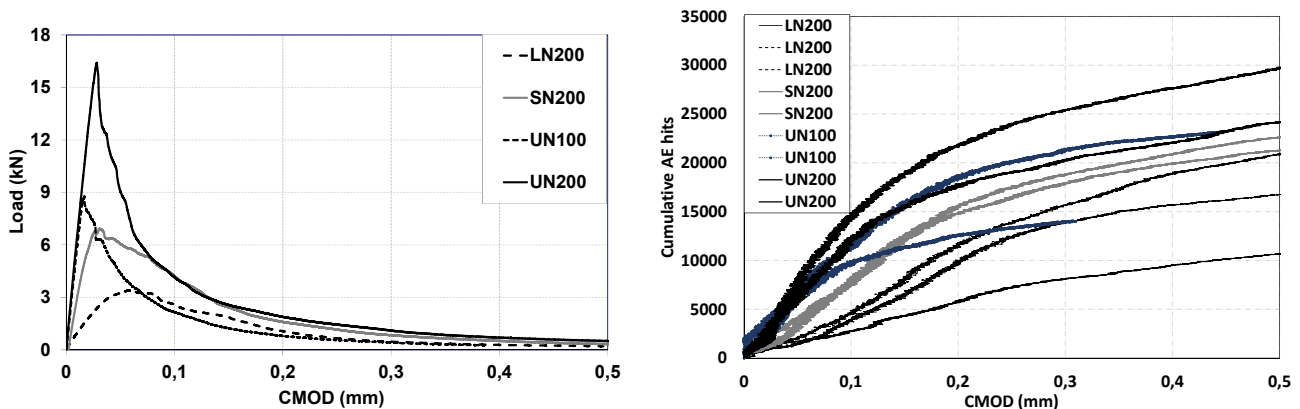 18
15
12
9
6
3
0
Load (kN)
0 0,1 0,2 0,3 0,4 0,5
CMOD (mm)
LN200
SN200
UN100
UN200
35000
30000
25000
20000
15000
10000
5000
0
Cumulative AE hits
0 0,1 0,2 0,3 0,4 0,5
CMOD (mm)
LN200
LN200
LN200
SN200
SN200
UN100
UN100
UN200
UN200